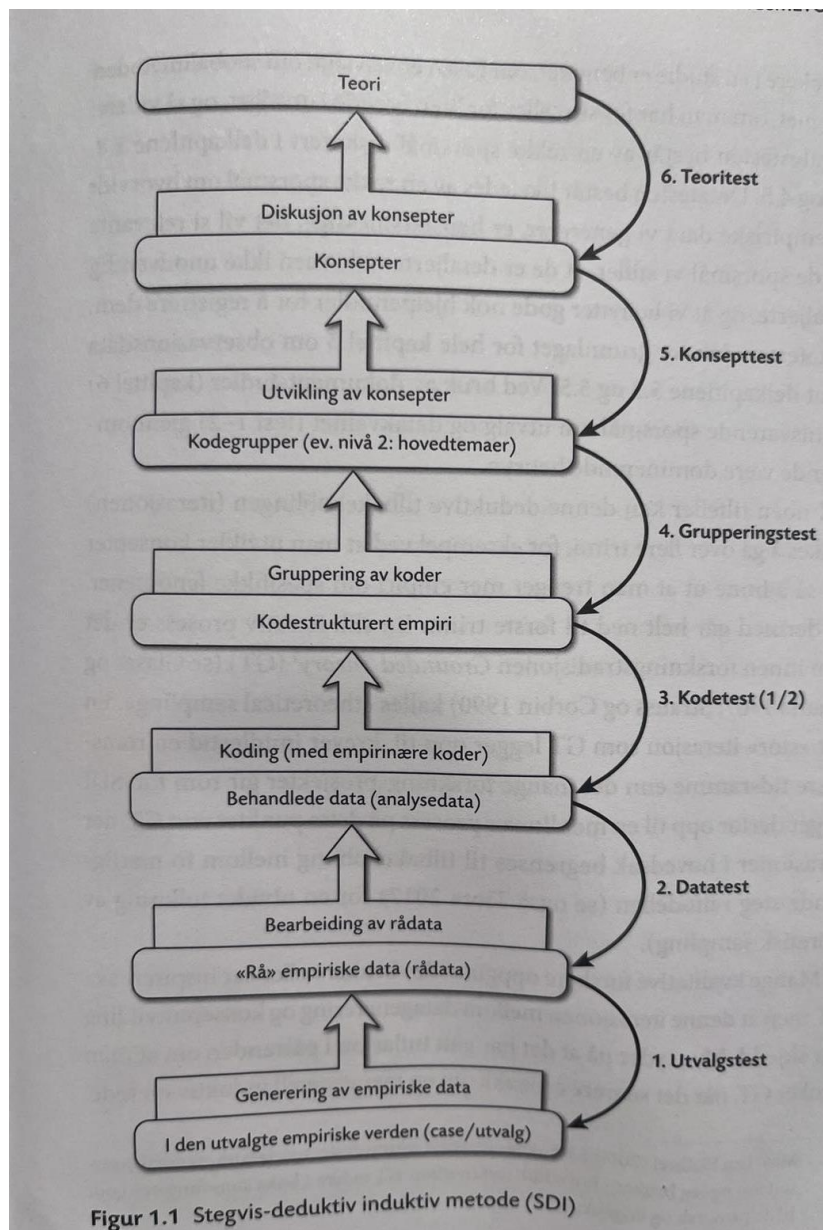 Teori
6. Teoritest
Diskusjon av konsepter
Konsepter
5. Konsepttest
Utvikling av konsepter
Kodegrupper (ev. nivå 2: hovedtemaer)
4. Grupperingstest
Gruppering av koder
Kodestrukturert empiri
3. Kodetest (1/2)
Koding (med empirinære koder)
Behandlede data (analysedata)
2. Datatest
Bearbeiding av rådata
«Rå» empiriske data (rådata)
1. Utvalgstest
Generering av empiriske data
I den utvalgte empiriske verden (case/utvalg)
Figur 1.1 Stegvis-deduktiv induktiv metode (SDI)